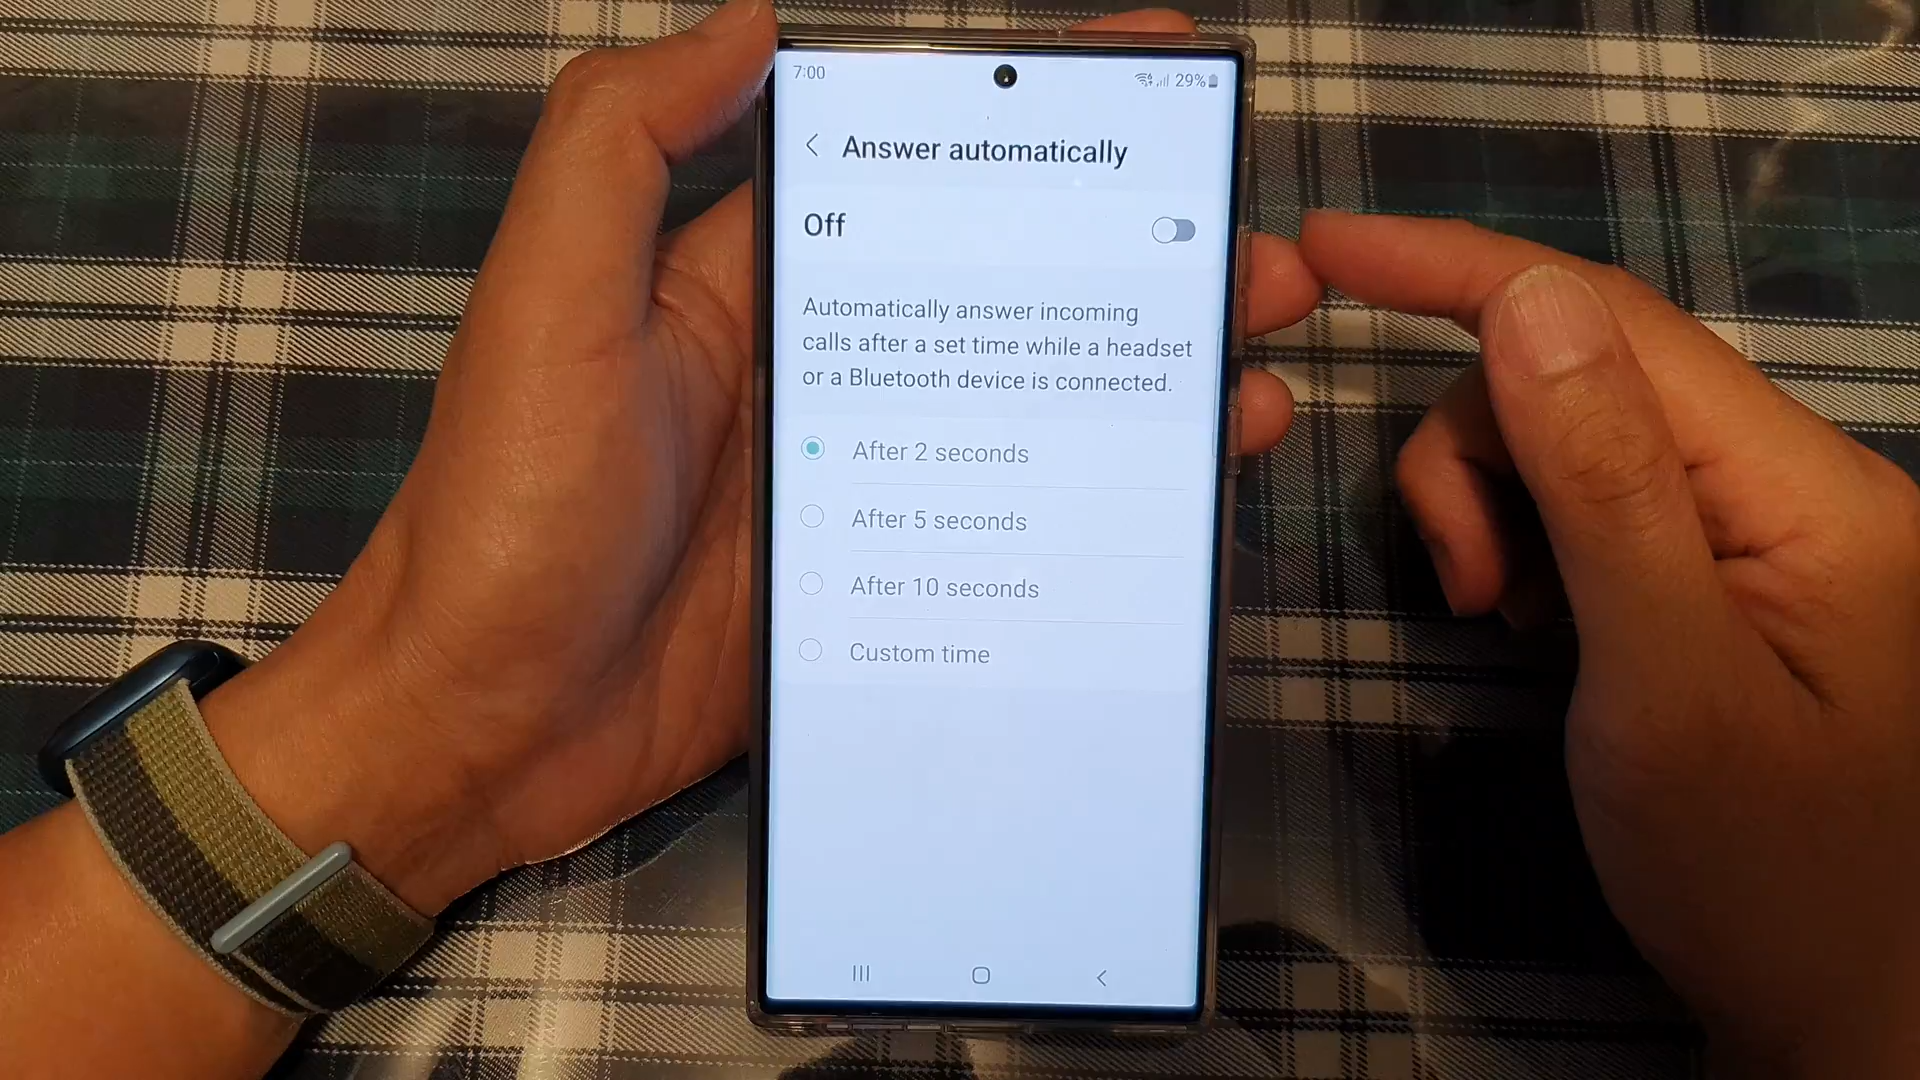 7:00
29%
Answer automatically
Off
Automatically answer incoming
calls after a set time while a headset
or a Bluetooth device is connected.
After 2 seconds
After 5 seconds
After 10 seconds
Custom time